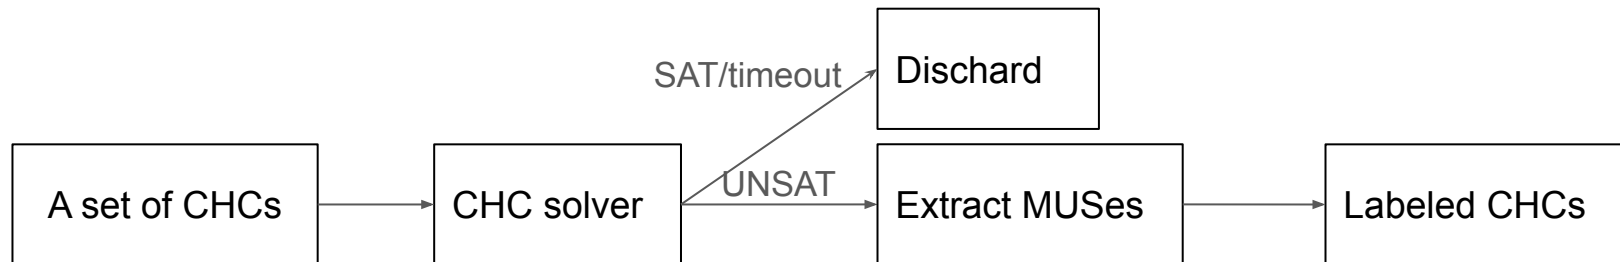 SAT/timeout
Dischard
A set of CHCs
CHC solver
UNSAT
Extract MUSes
Labeled CHCs